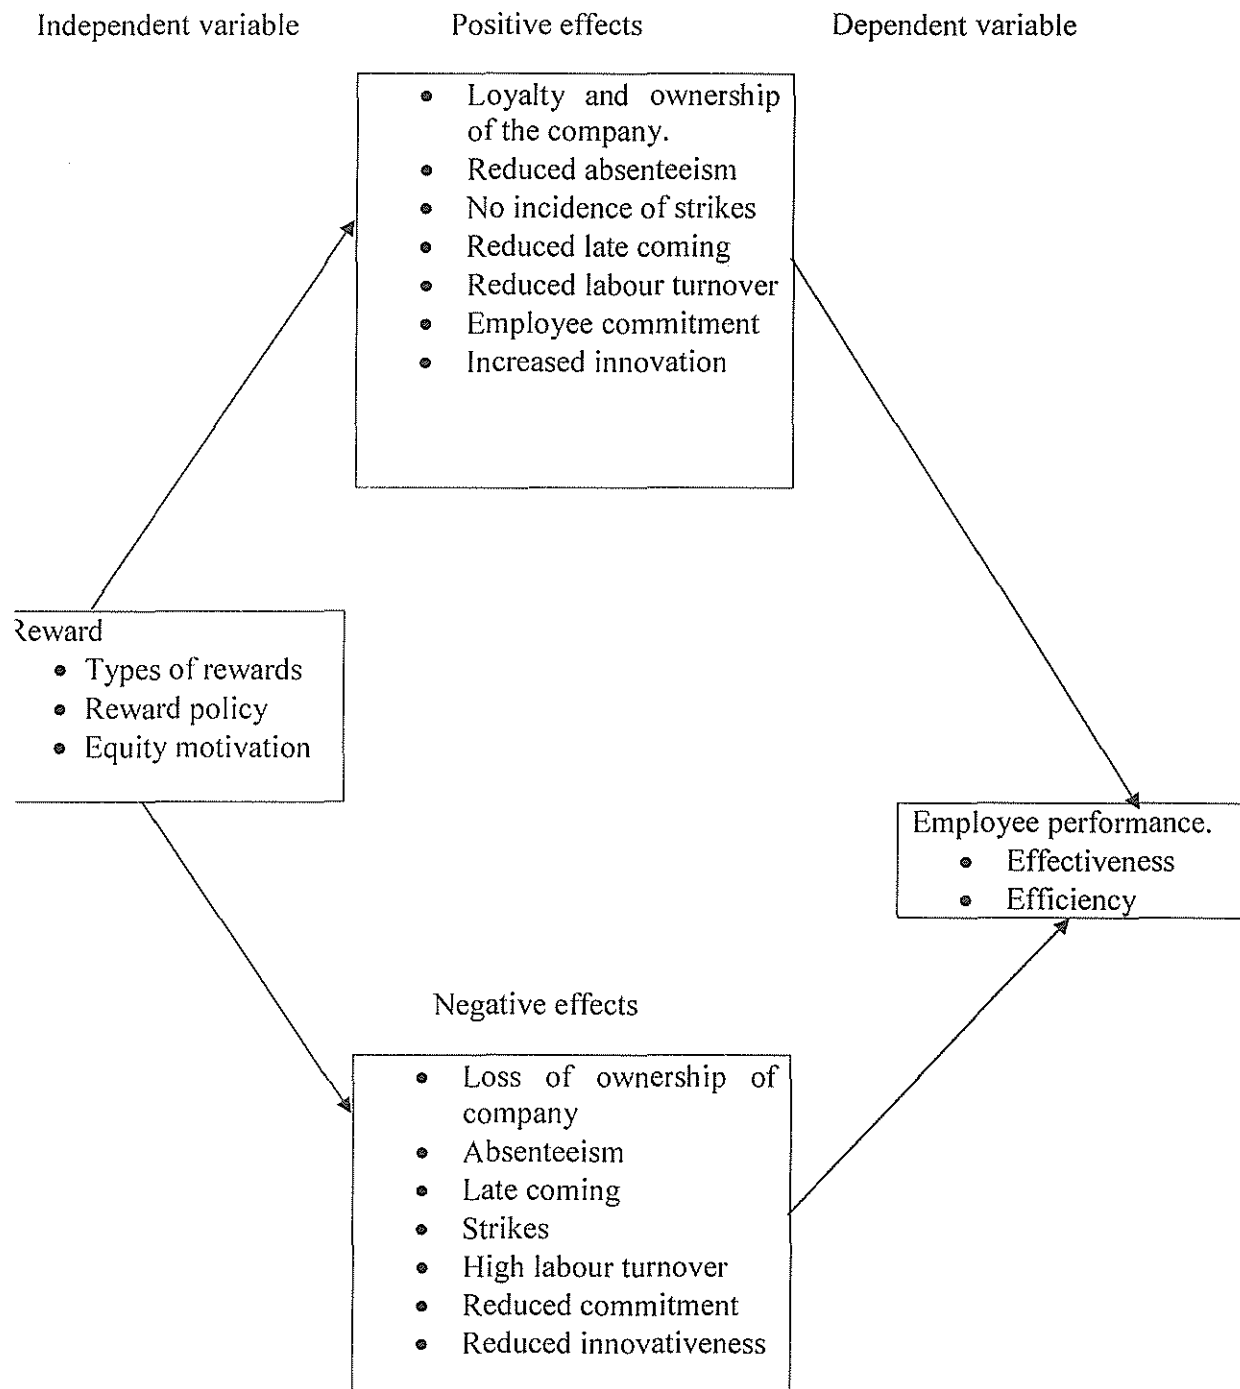 Independent variable Positive effects Dependent variable
• Loyalty and ownership
of the company.
• Reduced absenteeism
• No incidence of strikes
• Reduced late coming
• Reduced labour turnover
• Employee commitment
• Increased innovation
Reward
• Types of rewards
• Reward policy
• Equity motivation
Employee performance.
• Effectiveness
• Efficiency
Negative effects
• Loss of ownership of
company
• Absenteeism
• Late coming
• Strikes
• High labour turnover
• Reduced commitment
• Reduced innovativeness